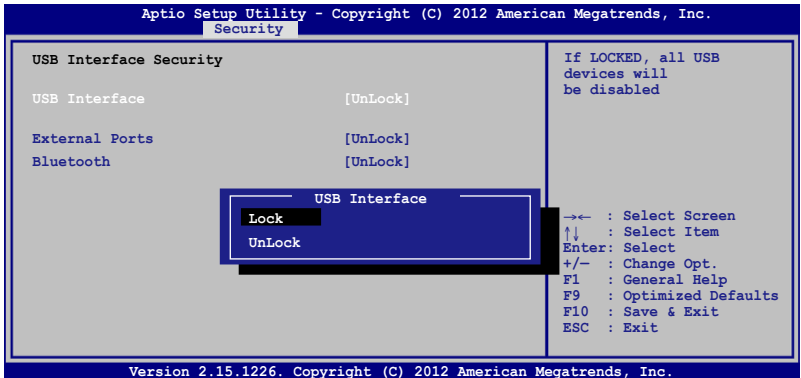 Aptio Setup Utility - Copyright (C) 2012 American Megatrends, Inc.
Security
USB Interface Security
USB Interface [UnLock]
External Ports [UnLock]
Bluetooth [UnLock]
USB Interface
Lock
UnLock
If LOCKED, all USB
devices will
be disabled
→← : Select Screen
↑↓ : Select Item
Enter: Select
+/— : Change Opt.
F1 : General Help
F9 : Optimized Defaults
F10 : Save & Exit
ESC : Exit
Version 2.15.1226. Copyright (C) 2012 American Megatrends, Inc.